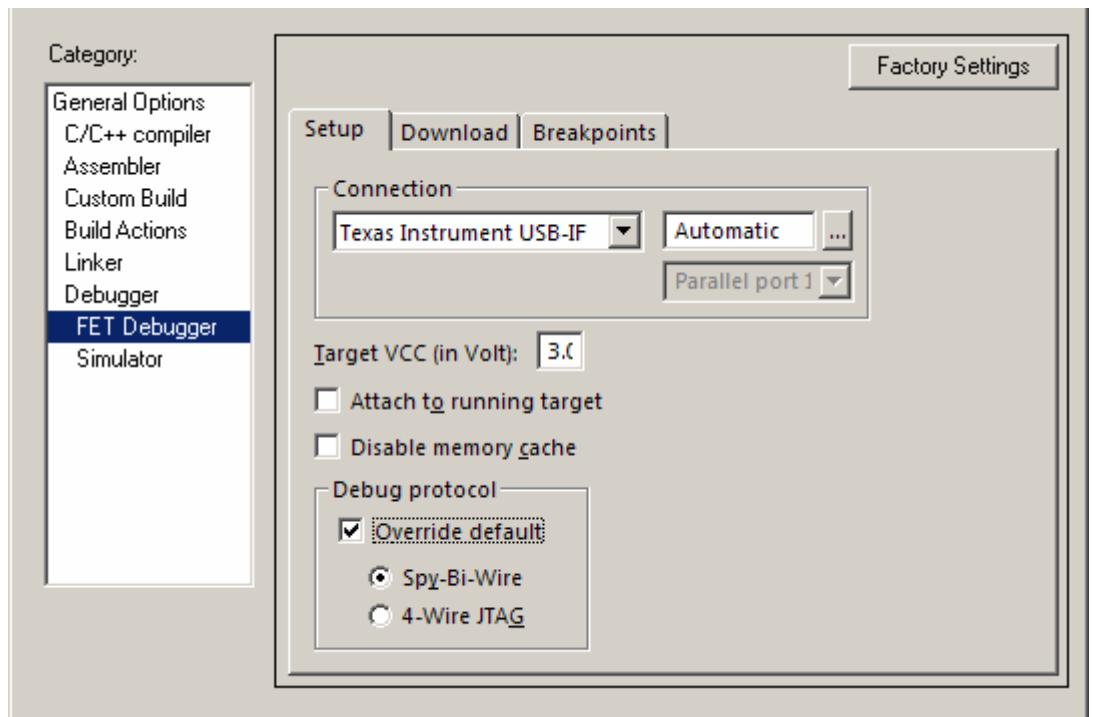 Category:
Factory Settings
General Options
C/C++ compiler
Assembler
Custom Build
Build Actions
Linker
Debugger
FET Debugger
Simulator
Setup
Download
Breakpoints
Connection
Texas Instrument USB-IF
Automatic
...
Parallel port 1
Target VCC (in Volt):
Attach to running target
Disable memory cache
Debug protocol
Override default
Spy-Bi-Wire
4-Wire JTAG